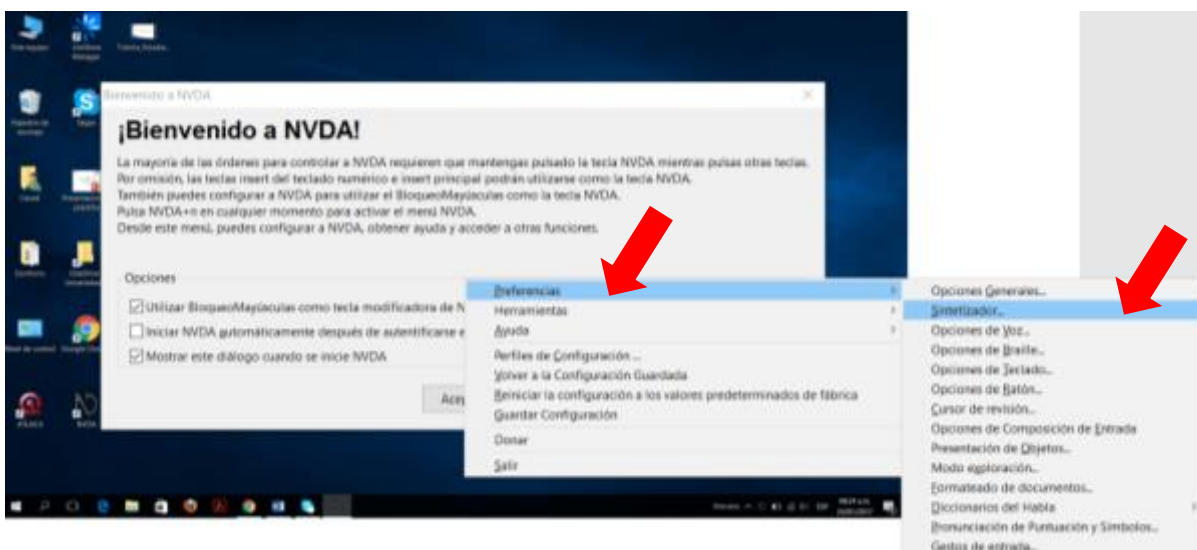 Bienvenido a NVDA
¡Bienvenido a NVDA!
La mayoría de las órdenes para controlar a NVDA requieren que mantengas pulsado la tecla NVDA mientras pulsas otras teclas.
Por omisión, las teclas insert del teclado numérico e insert principal podrán utilizarse como la tecla NVDA.
También puedes configurar a NVDA para utilizar el BloqueoMayúsculas como la tecla NVDA.
Pulsa NVDA+n en cualquier momento para activar el menú NVDA.
Desde este menú, puedes configurar a NVDA, obtener ayuda y acceder a otras funciones.
Opciones
Utilizar BloqueoMayúsculas como tecla modificadora de N
Iniciar NVDA automáticamente después de autentificarse e
Mostrar este diálogo cuando se inicie NVDA
Acep
Preferencias
Herramientas
Ayuda
Perfiles de Configuración ...
Volver a la Configuración Guardada
Reiniciar la configuración a los valores predeterminados de fábrica
Guardar Configuración
Donar
Salir
Opciones Generales...
Sintetizador...
Opciones de Voz...
Opciones de Braille...
Opciones de Teclado...
Opciones de Ratón...
Cursor de revisión...
Opciones de Composición de Entrada
Presentación de Objetos...
Modo exploración...
Formateado de documentos...
Diccionarios del Habla
Pronunciación de Puntuación y Símbolos...
Gestos de entrada...
NVDA